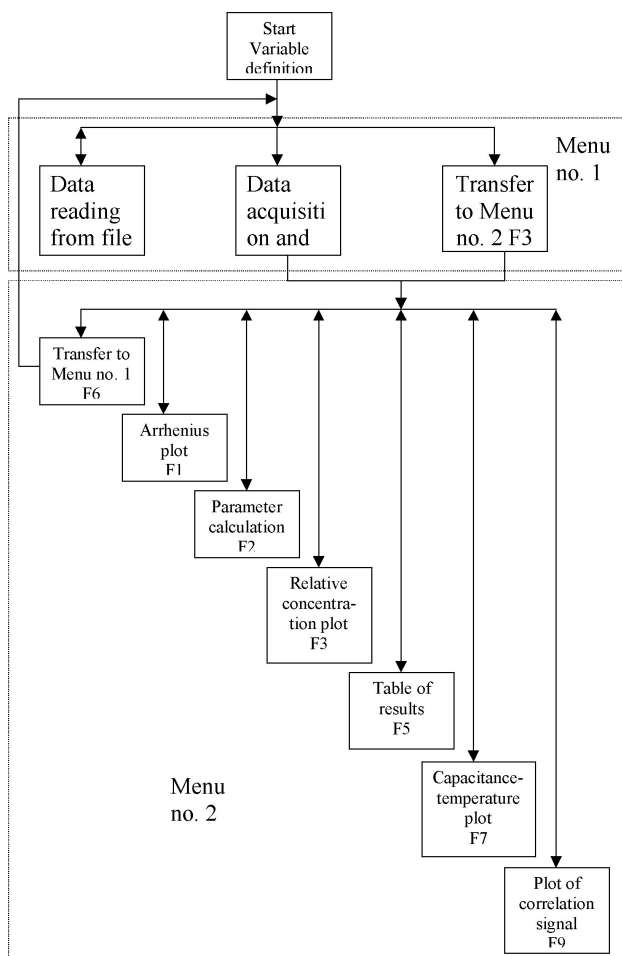 Start
Variable
definition
Menu
no. 1
Data
reading
from file
Data
acquisiti
on and
Transfer
to Menu
no. 2 F3
Transfer to
Menu no. 1
F6
Arrhenius
plot
F1
Parameter
calculation
F2
Relative
concentra-
tion plot
F3
Table of
results
F5
Menu
no. 2
Capacitance-
temperature
plot
F7
Plot of
correlation
signal
F9